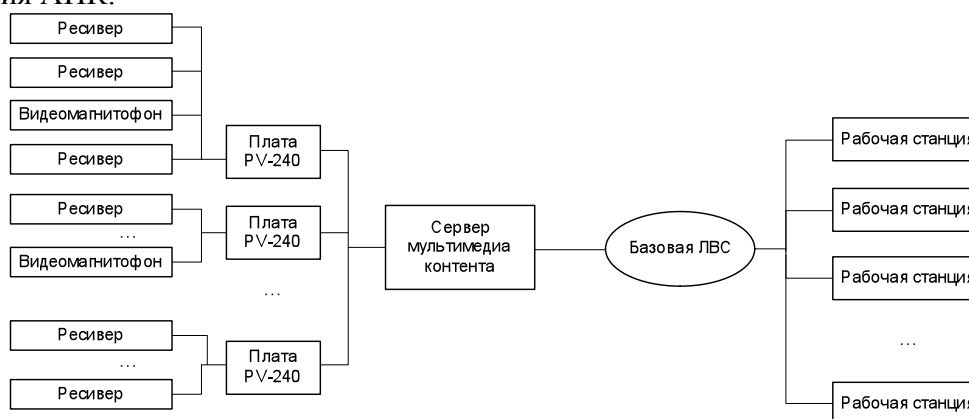 ия АПК.
Ресивер
Ресивер
Видеомагнитофон
Ресивер
Плата
PV-240
Ресивер
...
Видеомагнитофон
Плата
PV-240
...
Ресивер
...
Ресивер
Плата
PV-240
Сервер
мультимедиа
контента
Базовая ЛВС
Рабочая станция
Рабочая станция
Рабочая станция
...
Рабочая станция